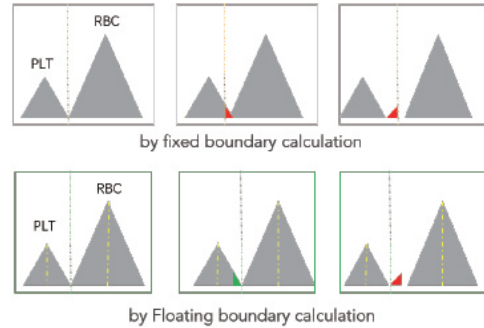 RBC
PLT
by fixed boundary calculation
RBC
PLT
by Floating boundary calculation